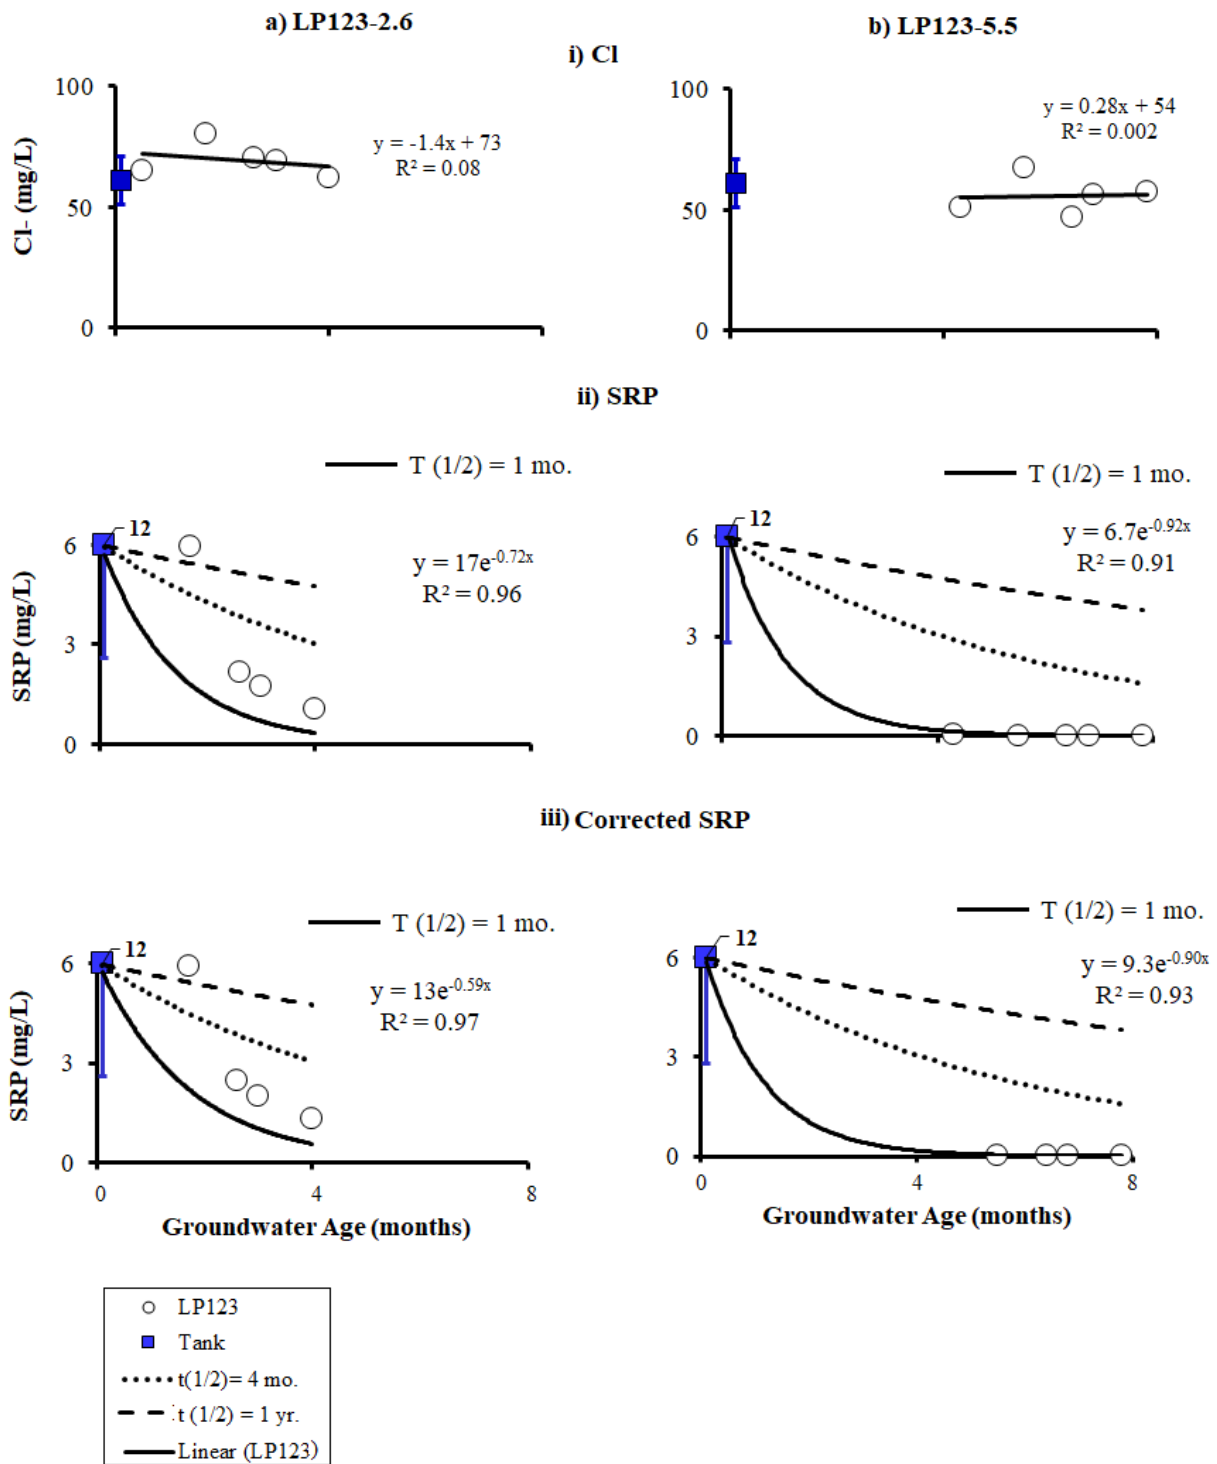 a) LP123-2.6
b) LP123-5.5
i) Cl
100
50
0
Cl- (mg/L)
y = -1.4x + 73
R² = 0.08
100
50
0
y = 0.28x + 54
R² = 0.002
ii) SRP
T (1/2) = 1 mo.
12
6
3
0
SRP (mg/L)
y = 17e^-0.72x
R² = 0.96
T (1/2) = 1 mo.
12
6
3
0
y = 6.7e^-0.92x
R² = 0.91
iii) Corrected SRP
T (1/2) = 1 mo.
12
6
3
0
SRP (mg/L)
y = 13e^-0.59x
R² = 0.97
0 4 8
Groundwater Age (months)
T (1/2) = 1 mo.
12
6
3
0
y = 9.3e^-0.90x
R² = 0.93
0 4 8
Groundwater Age (months)
LP123
Tank
t(1/2)= 4 mo.
t (1/2) = 1 yr.
Linear (LP123)